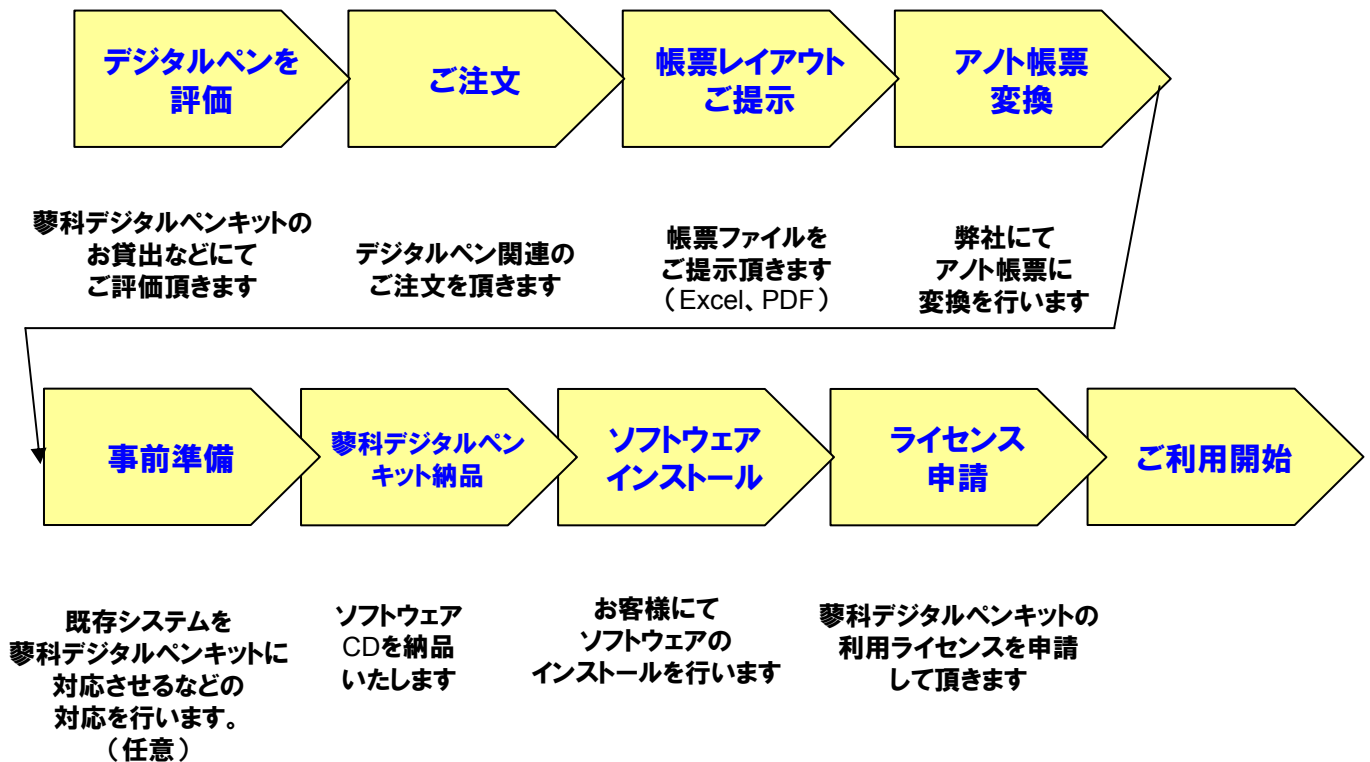 デジタルペンを
評価
ご注文
帳票レイアウト
ご提示
アノト帳票
変換
蓼科デジタルペンキットの
お貸出などにて
ご評価頂きます
デジタルペン関連の
ご注文を頂きます
帳票ファイルを
ご提示頂きます
（Excel、PDF）
弊社にて
アノト帳票に
変換を行います
事前準備
蓼科デジタルペン
キット納品
ソフトウェア
インストール
ライセンス
申請
ご利用開始
既存システムを
蓼科デジタルペンキットに
対応させるなどの
対応を行います。
（任意）
ソフトウェア
CDを納品
いたします
お客様にて
ソフトウェアの
インストールを行います
蓼科デジタルペンキットの
利用ライセンスを申請
して頂きます